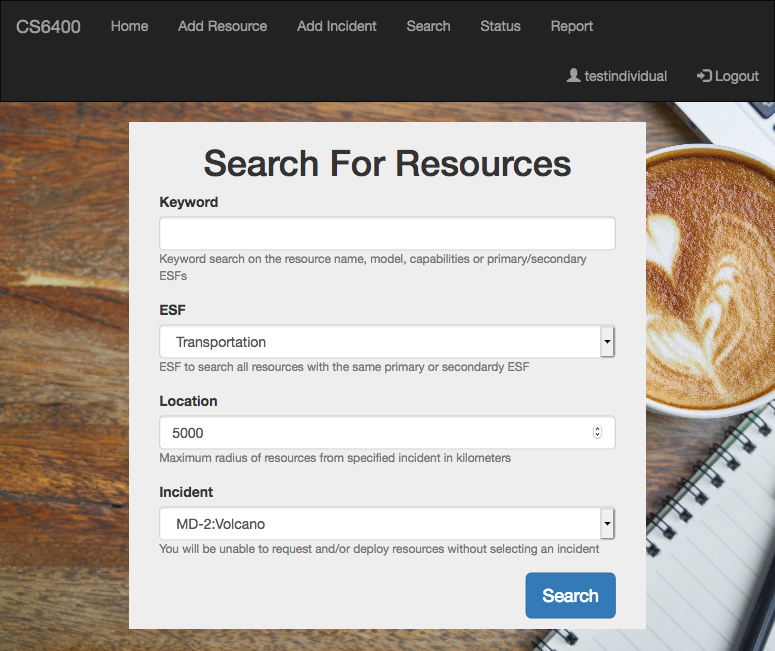 CS6400 Home Add Resource Add Incident Search Status Report
testindividual Logout
Search For Resources
Keyword
Keyword search on the resource name, model, capabilities or primary/secondary
ESFs
ESF
Transportation
ESF to search all resources with the same primary or secondardy ESF
Location
5000
Maximum radius of resources from specified incident in kilometers
Incident
MD-2:Volcano
You will be unable to request and/or deploy resources without selecting an incident
Search